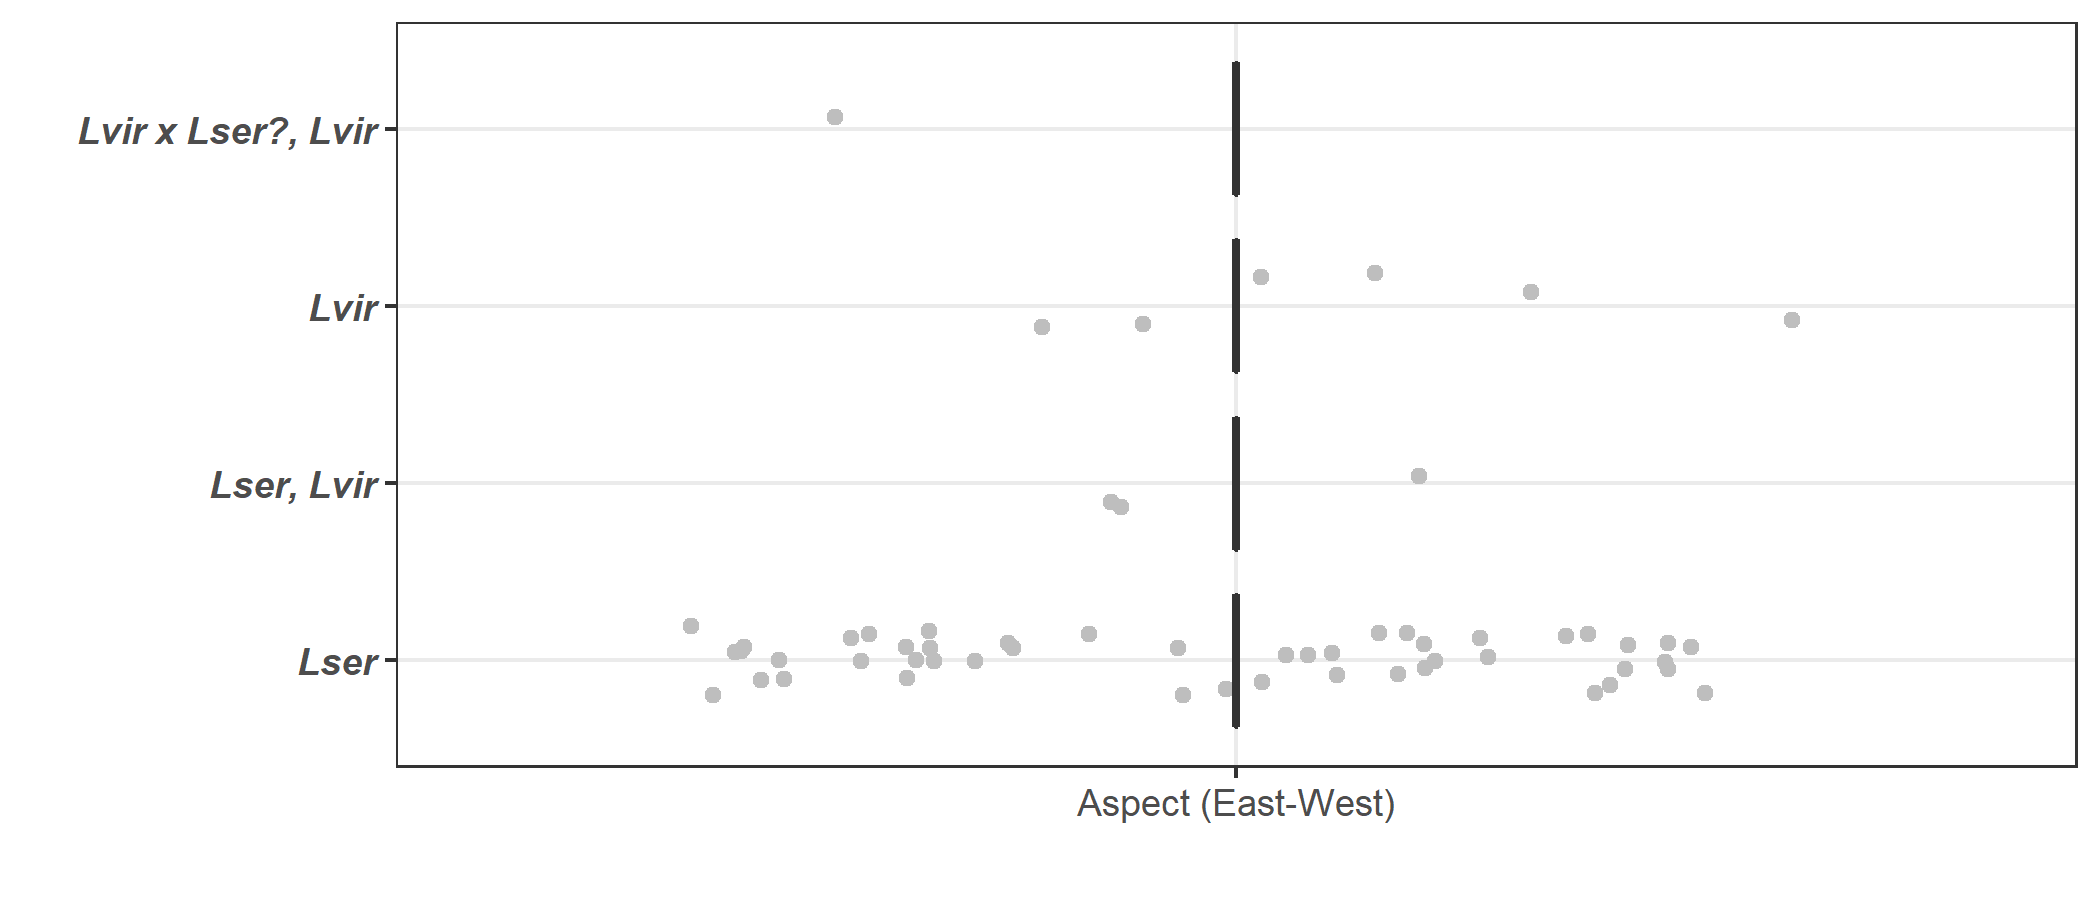 Lvir x Lser?, Lvir
Lvir
Lser, Lvir
Lser
Aspect (East-West)